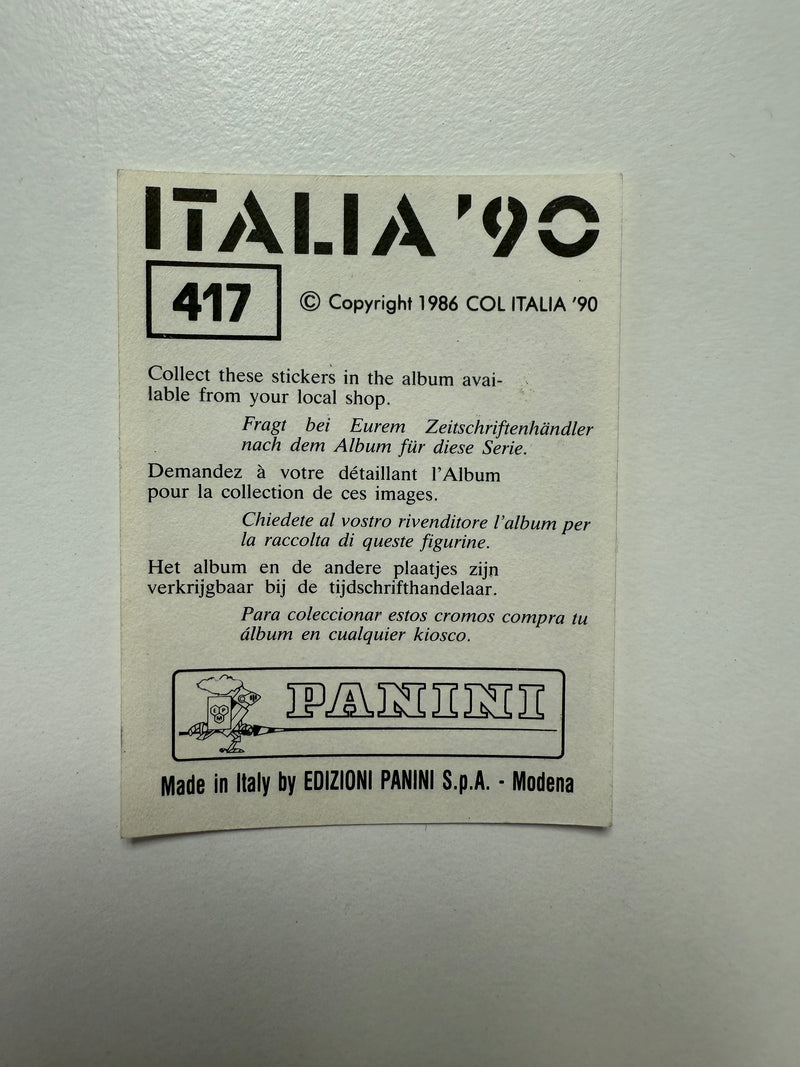 ITALIA '90
417
© Copyright 1986 COL ITALIA '90
Collect these stickers in the album avai-
lable from your local shop.
Fragt bei Eurem Zeitschriftenhändler
nach dem Album für diese Serie.
Demandez à votre détaillant l'Album
pour la collection de ces images.
Chiedete al vostro rivenditore l'album per
la raccolta di queste figurine.
Het album en de andere plaatjes zijn
verkrijgbaar bij de tijdschrifthandelaar.
Para coleccionar estos cromos compra tu
álbum en cualquier kiosco.
PANINI
Made in Italy by EDIZIONI PANINI S.p.A. - Modena